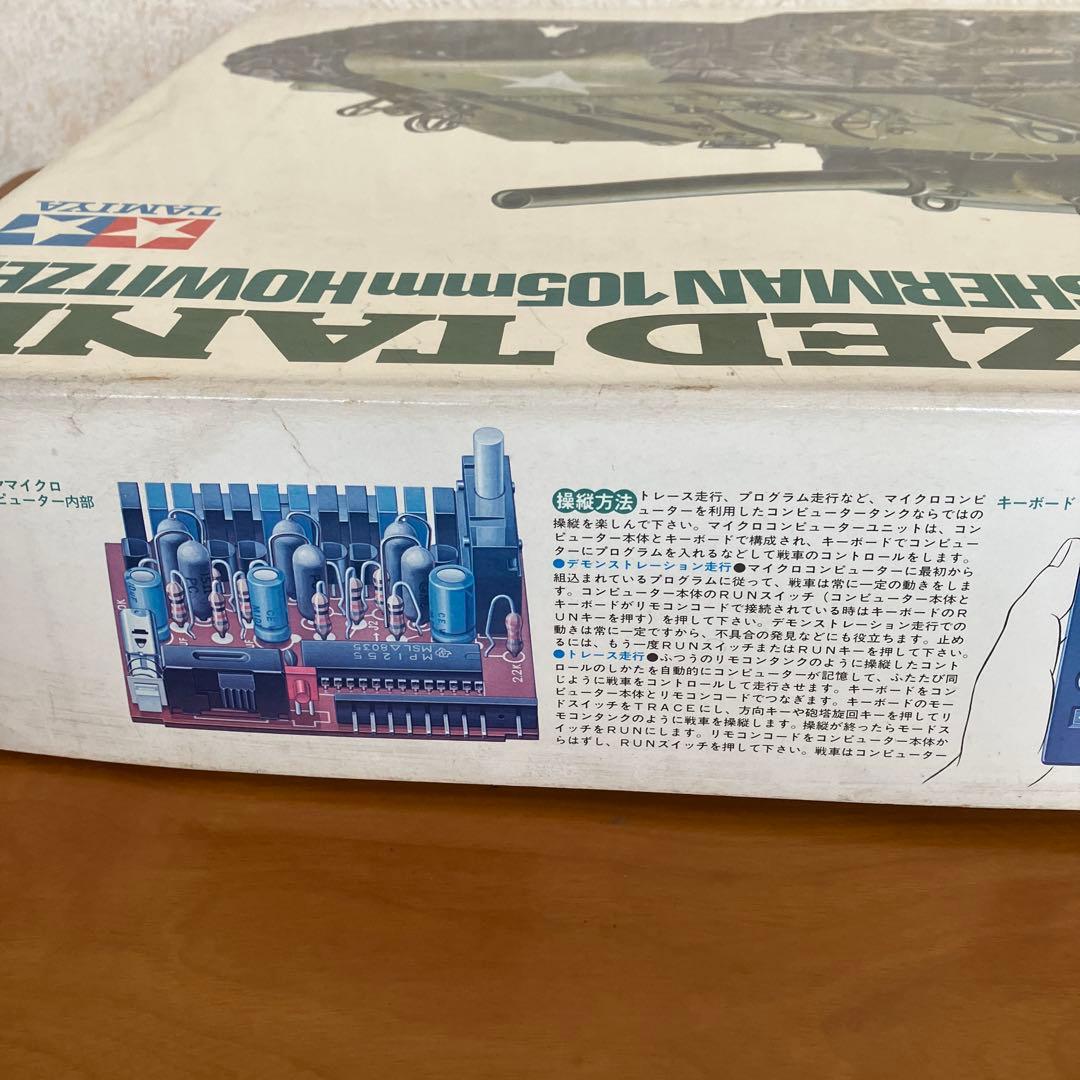 TAMIYA
SHERMAN 105mm HOWITZE
ZED TAN
マイクロ
ピューター内部
操縦方法
トレース走行、プログラム走行など、マイクロコンピ
ューターを利用したコンピュータータンクならではの
操縦を楽しんで下さい。マイクロコンピューターユニットは、コン
ピューター本体とキーボードで構成され、キーボードでコンピュー
ターにプログラムを入れるなどして戦車のコントロールをします。
●デモンストレーション走行●マイクロコンピューターに最初から
組込まれているプログラムに従って、戦車は常に一定の動きをしま
す。コンピューター本体のRUNスイッチ（コンピューター本体と
キーボードがリモコンコードで接続されている時はキーボードのR
UNキーを押す）を押して下さい。デモンストレーション走行での
動きは常に一定ですから、不具合の発見などにも役立ちます。止め
るには、もう一度RUNスイッチまたはRUNキーを押して下さい。
●トレース走行●ふつうのリモコンタンクのように操縦したコント
ロールのしかたを自動的にコンピューターが記憶して、ふたたび同
じように戦車をコントロールして走行させます。キーボードをコン
ピューター本体とリモコンコードでつなぎます。キーボードのモー
ドスイッチをTRACEにし、方向キーや砲塔旋回キーを押してリ
モコンタンクのように戦車を操縦します。操縦が終ったらモードス
イッチをRUNにします。リモコンコードをコンピューター本体か
らはずし、RUNスイッチを押して下さい。戦車はコンピューター
キーボード
MPI255
MSL△8035
2.2K
J2
CE